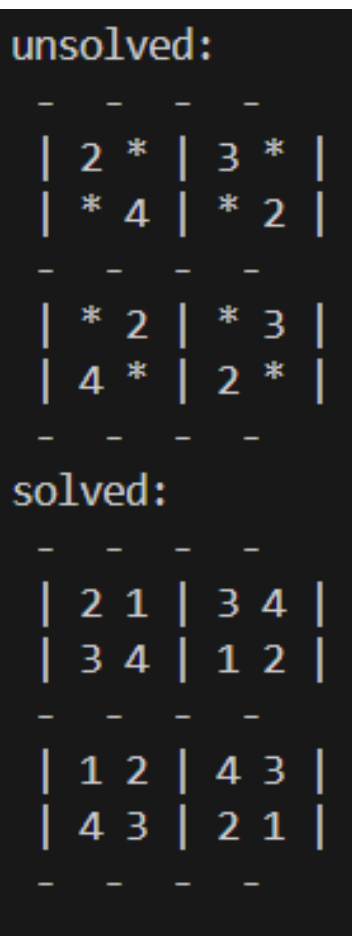 unsolved:
 -  -  -  -
 | 2 * | 3 * |
 | * 4 | * 2 |
 -  -  -  -
 | * 2 | * 3 |
 | 4 * | 2 * |
 -  -  -  -
solved:
 -  -  -  -
 | 2 1 | 3 4 |
 | 3 4 | 1 2 |
 -  -  -  -
 | 1 2 | 4 3 |
 | 4 3 | 2 1 |
 -  -  -  -